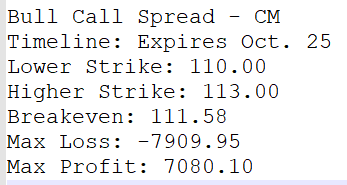 Bull Call Spread - CM
Timeline: Expires Oct. 25
Lower Strike: 110.00
Higher Strike: 113.00
Breakeven: 111.58
Max Loss: -7909.95
Max Profit: 7080.10